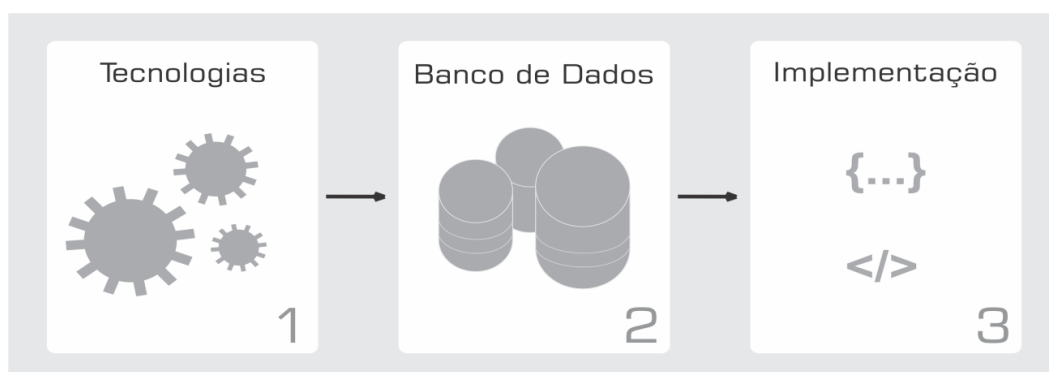 Tecnologias
1
Banco de Dados
2
Implementação
{...}
</>
3